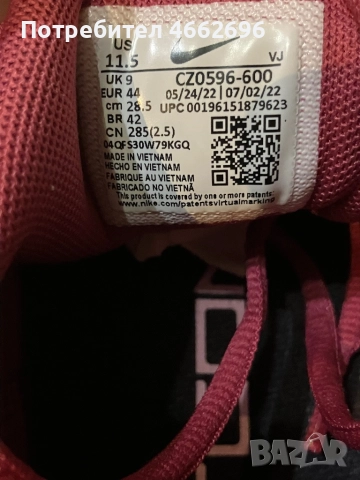 Потребител 4662669
US
11.5
VJ
UK 9
CZ0596-600
EUR 44
05/24/22 | 07/02/22
cm 28.5
UPC 00196151879623
BR 42
CN 285(2.5)
04QFS30W79KGQ
MADE IN VIETNAM
HECHO EN VIETNAM
FABRIQUE AU VIETNAM
FABRICADO NO VIETNÃ
This product is covered by one or more patents:
www.nike.com/patentsvirtualmarking
BAZAR